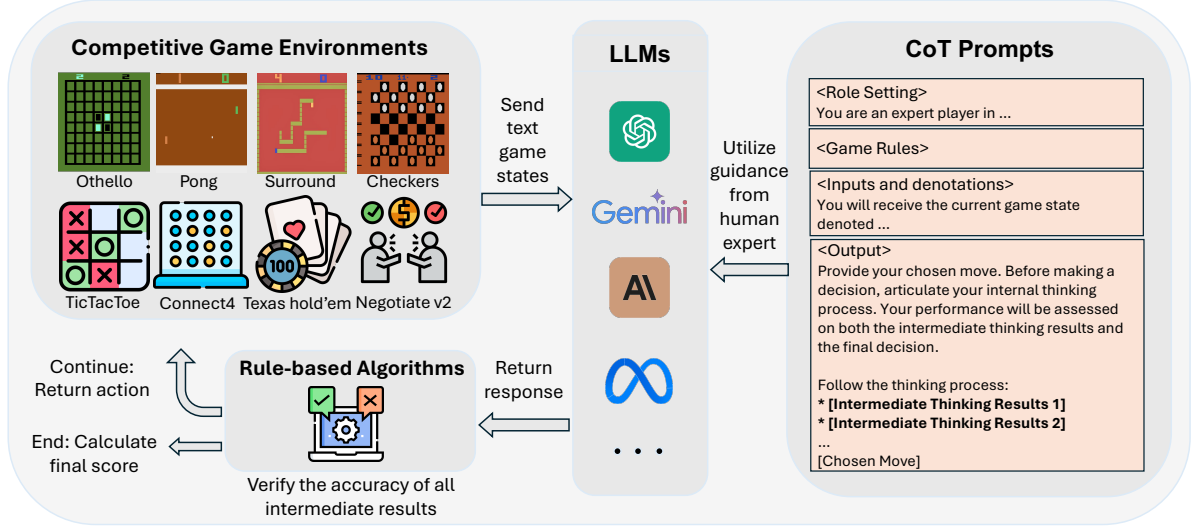 Competitive Game Environments
Othello
Pong
Surround
Checkers
100
TicTacToe
Connect4
Texas hold’em
Negotiate v2
Send
text
game
states
LLMs
Gemini
A\
Utilize
guidance
from
human
expert
CoT Prompts
<Role Setting>
You are an expert player in ...
<Game Rules>
<Inputs and denotations>
You will receive the current game state
denoted ...
<Output>
Provide your chosen move. Before making a
decision, articulate your internal thinking
process. Your performance will be assessed
on both the intermediate thinking results and
the final decision.
Follow the thinking process:
* [Intermediate Thinking Results 1]
* [Intermediate Thinking Results 2]
...
[Chosen Move]
Continue:
Return action
End: Calculate
final score
Rule-based Algorithms
Verify the accuracy of all
intermediate results
Return
response
. . .